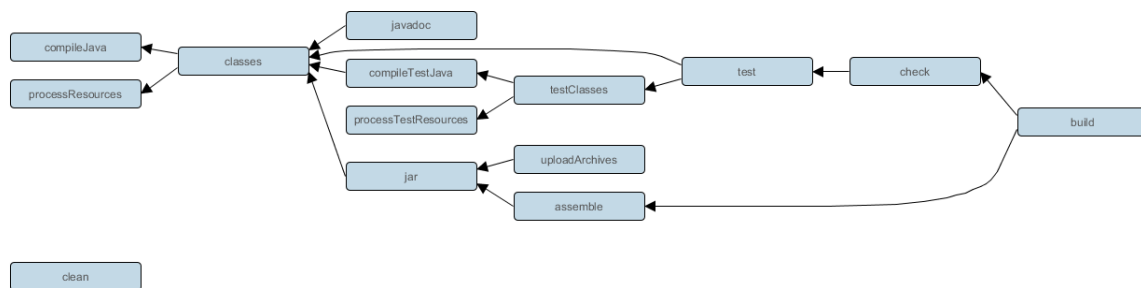 javadoc
compileJava
classes
processResources
compileTestJava
test
check
testClasses
processTestResources
build
uploadArchives
jar
assemble
clean